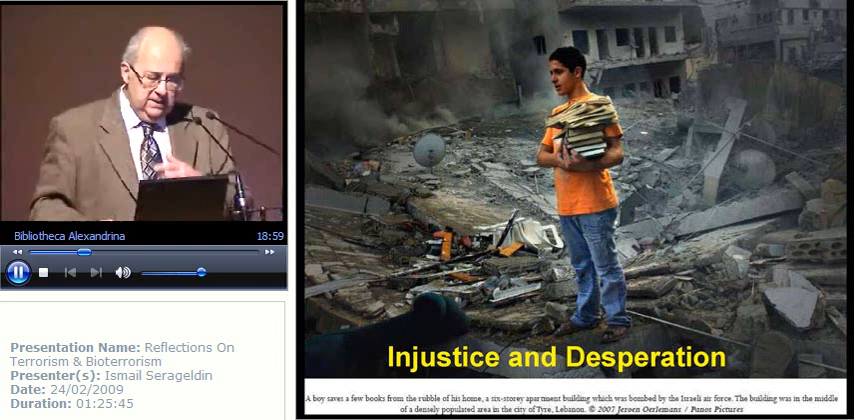 Bibliotheca Alexandrina 18:59
Presentation Name: Reflections On
Terrorism & Bioterrorism
Presenter(s): Ismail Serageldin
Date: 24/02/2009
Duration: 01:25:45
Injustice and Desperation
A boy saves a few books from the rubble of his home, a six-storey apartment building which was bombed by the Israeli air force. The building was in the middle
of a densely populated area in the city of Tyre, Lebanon. © 2007 Jeroen Oerlemans / Panos Pictures